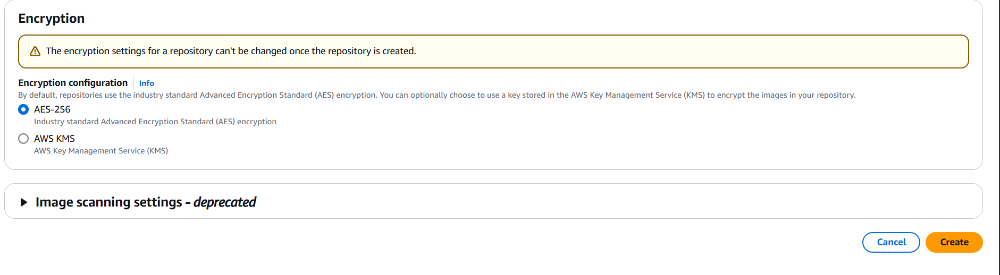 Encryption
The encryption settings for a repository can't be changed once the repository is created.
Encryption configuration Info
By default, repositories use the industry standard Advanced Encryption Standard (AES) encryption. You can optionally choose to use a key stored in the AWS Key Management Service (KMS) to encrypt the images in your repository.
AES-256
Industry standard Advanced Encryption Standard (AES) encryption
AWS KMS
AWS Key Management Service (KMS)
Image scanning settings - deprecated
Cancel Create